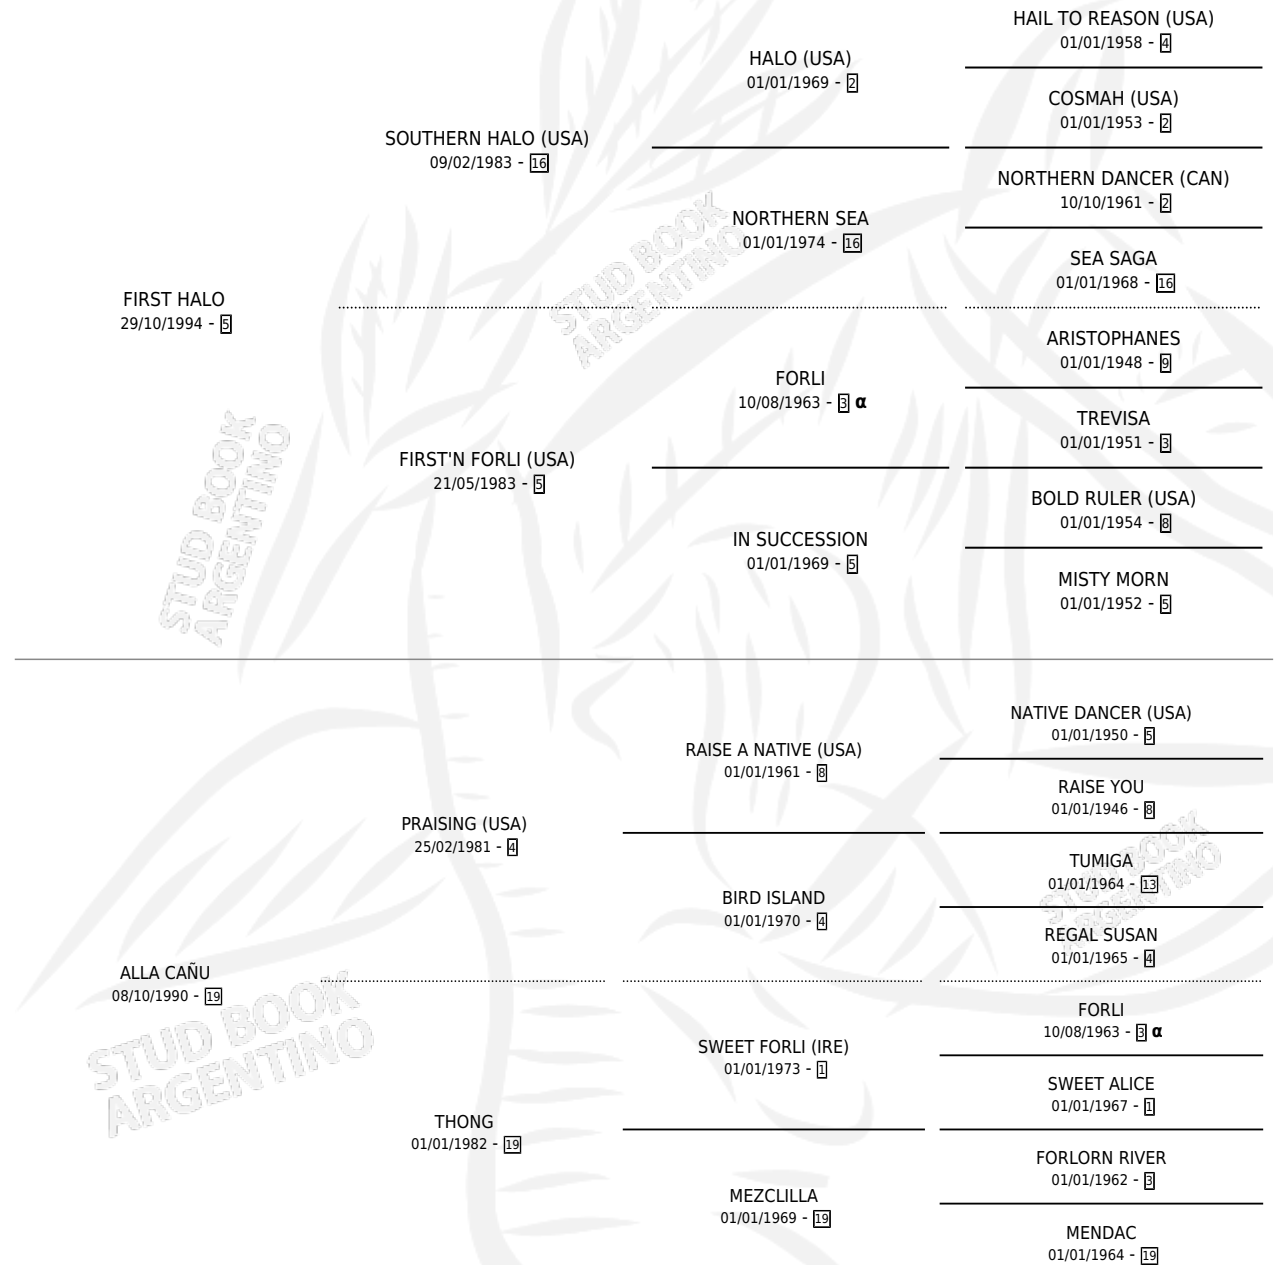 HAIL TO REASON (USA)
01/01/1958 - 4
HALO (USA)
01/01/1969 - 2
COSMAH (USA)
01/01/1953 - 2
SOUTHERN HALO (USA)
09/02/1983 - 16
NORTHERN DANCER (CAN)
10/10/1961 - 2
NORTHERN SEA
01/01/1974 - 16
SEA SAGA
01/01/1968 - 16
STUD BOOK
ARGENTINO
FIRST HALO
29/10/1994 - 5
ARISTOPHANES
01/01/1948 - 9
FORLI
10/08/1963 - 3 α
TREVISA
01/01/1951 - 3
FIRST'N FORLI (USA)
21/05/1983 - 5
BOLD RULER (USA)
01/01/1954 - 8
IN SUCCESSION
01/01/1969 - 5
MISTY MORN
01/01/1952 - 5
STUD BOOK
ARGENTINO
NATIVE DANCER (USA)
01/01/1950 - 5
RAISE A NATIVE (USA)
01/01/1961 - 8
RAISE YOU
01/01/1946 - 8
PRAISING (USA)
25/02/1981 - 4
TUMIGA
01/01/1964 - 13
STUD BOOK
ARGENTINO
BIRD ISLAND
01/01/1970 - 4
REGAL SUSAN
01/01/1965 - 4
ALLA CAÑU
08/10/1990 - 19
STUD BOOK
ARGENTINO
FORLI
10/08/1963 - 3 α
SWEET FORLI (IRE)
01/01/1973 - 1
SWEET ALICE
01/01/1967 - 1
THONG
01/01/1982 - 19
FORLORN RIVER
01/01/1962 - 3
MEZCLILLA
01/01/1969 - 19
MENDAC
01/01/1964 - 19